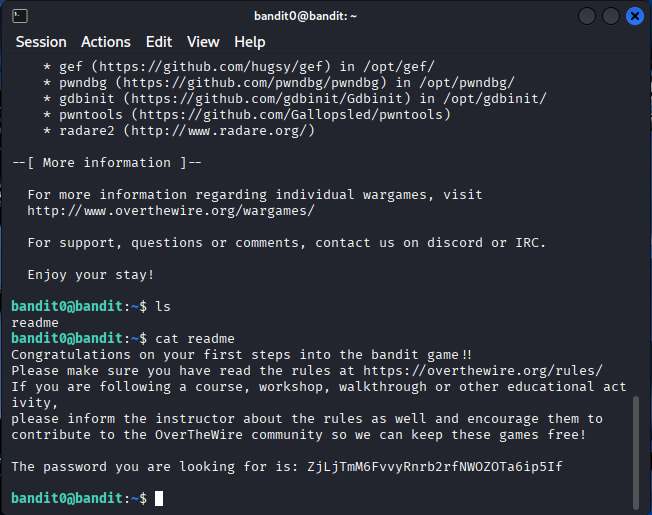 bandit0@bandit: ~
Session Actions Edit View Help
* gef (https://github.com/hugsy/gef) in /opt/gef/
* pwndbg (https://github.com/pwndbg/pwndbg) in /opt/pwndbg/
* gdbinit (https://github.com/gdbinit/Gdbinit) in /opt/gdbinit/
* pwntools (https://github.com/Gallopsled/pwntools)
* radare2 (http://www.radare.org/)
--[ More information ]--
For more information regarding individual wargames, visit
http://www.overthewire.org/wargames/
For support, questions or comments, contact us on discord or IRC.
Enjoy your stay!
bandit0@bandit:~$ ls
readme
bandit0@bandit:~$ cat readme
Congratulations on your first steps into the bandit game!!
Please make sure you have read the rules at https://overthewire.org/rules/
If you are following a course, workshop, walkthrough or other educational act
ivity,
please inform the instructor about the rules as well and encourage them to
contribute to the OverTheWire community so we can keep these games free!
The password you are looking for is: ZjLjTmM6FvvyRnrb2rfNWOZOTa6ip5If
bandit0@bandit:~$